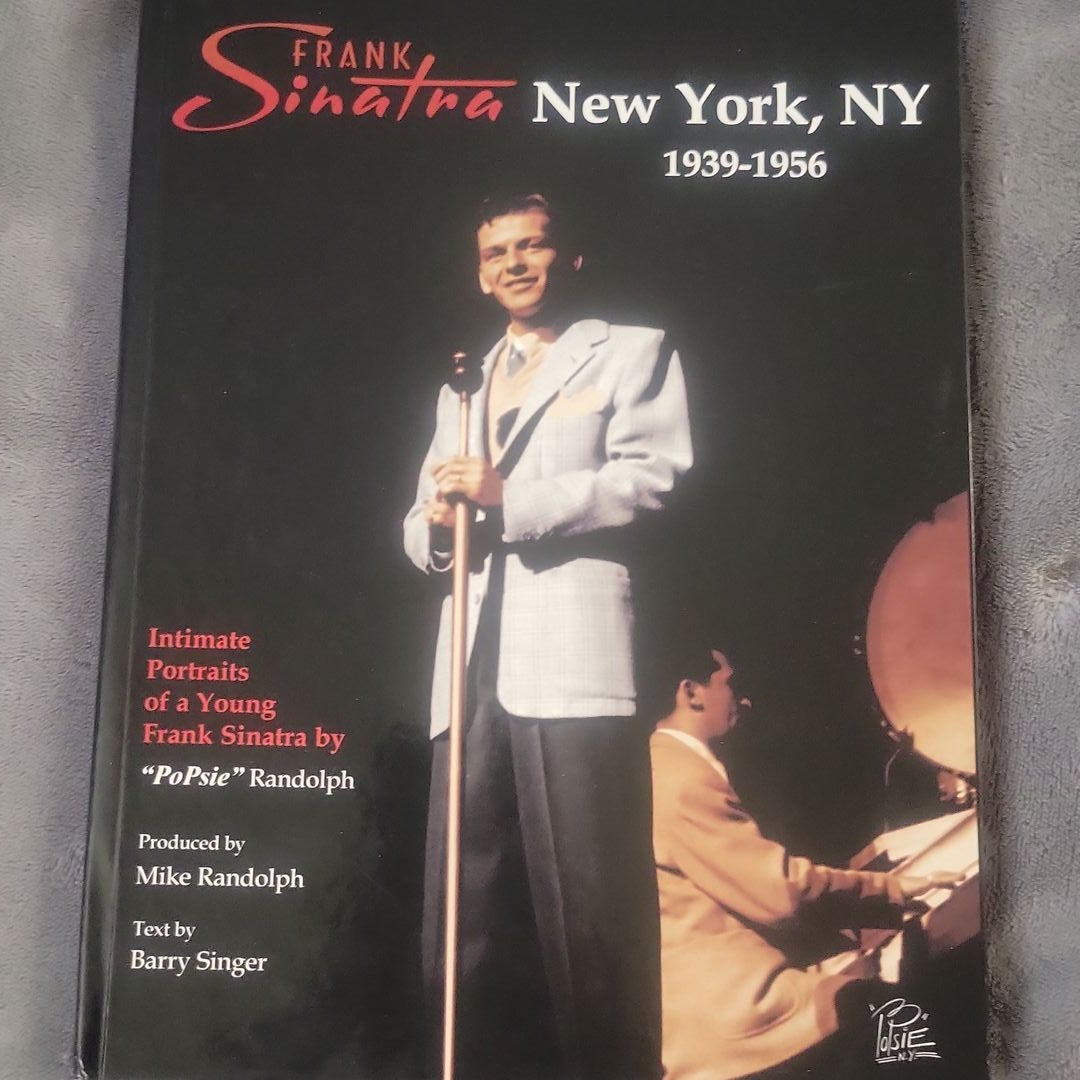 FRANK
Sinatra New York, NY
1939-1956
Intimate
Portraits
of a Young
Frank Sinatra by
“PoPsie” Randolph
Produced by
Mike Randolph
Text by
Barry Singer
"PoPsiE"
N.Y.